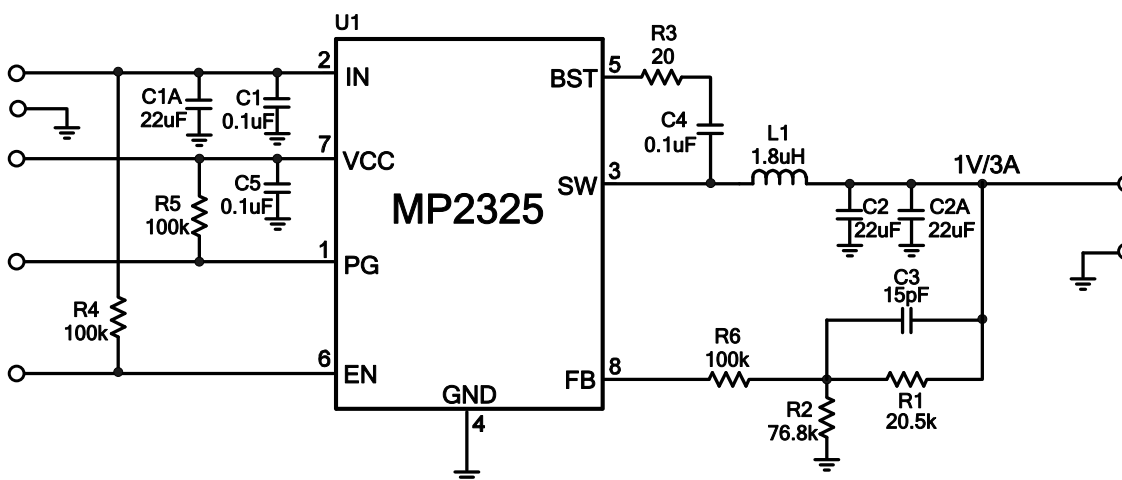 U1
R3
20
2
IN
5
BST
C1A
22uF
C1
0.1uF
C4
0.1uF
L1
1.8uH
7
VCC
3
SW
1V/3A
MP2325
R5
100k
C5
0.1uF
C2
22uF
C2A
22uF
1
PG
C3
15pF
R4
100k
R6
100k
6
EN
8
FB
GND
4
R2
76.8k
R1
20.5k